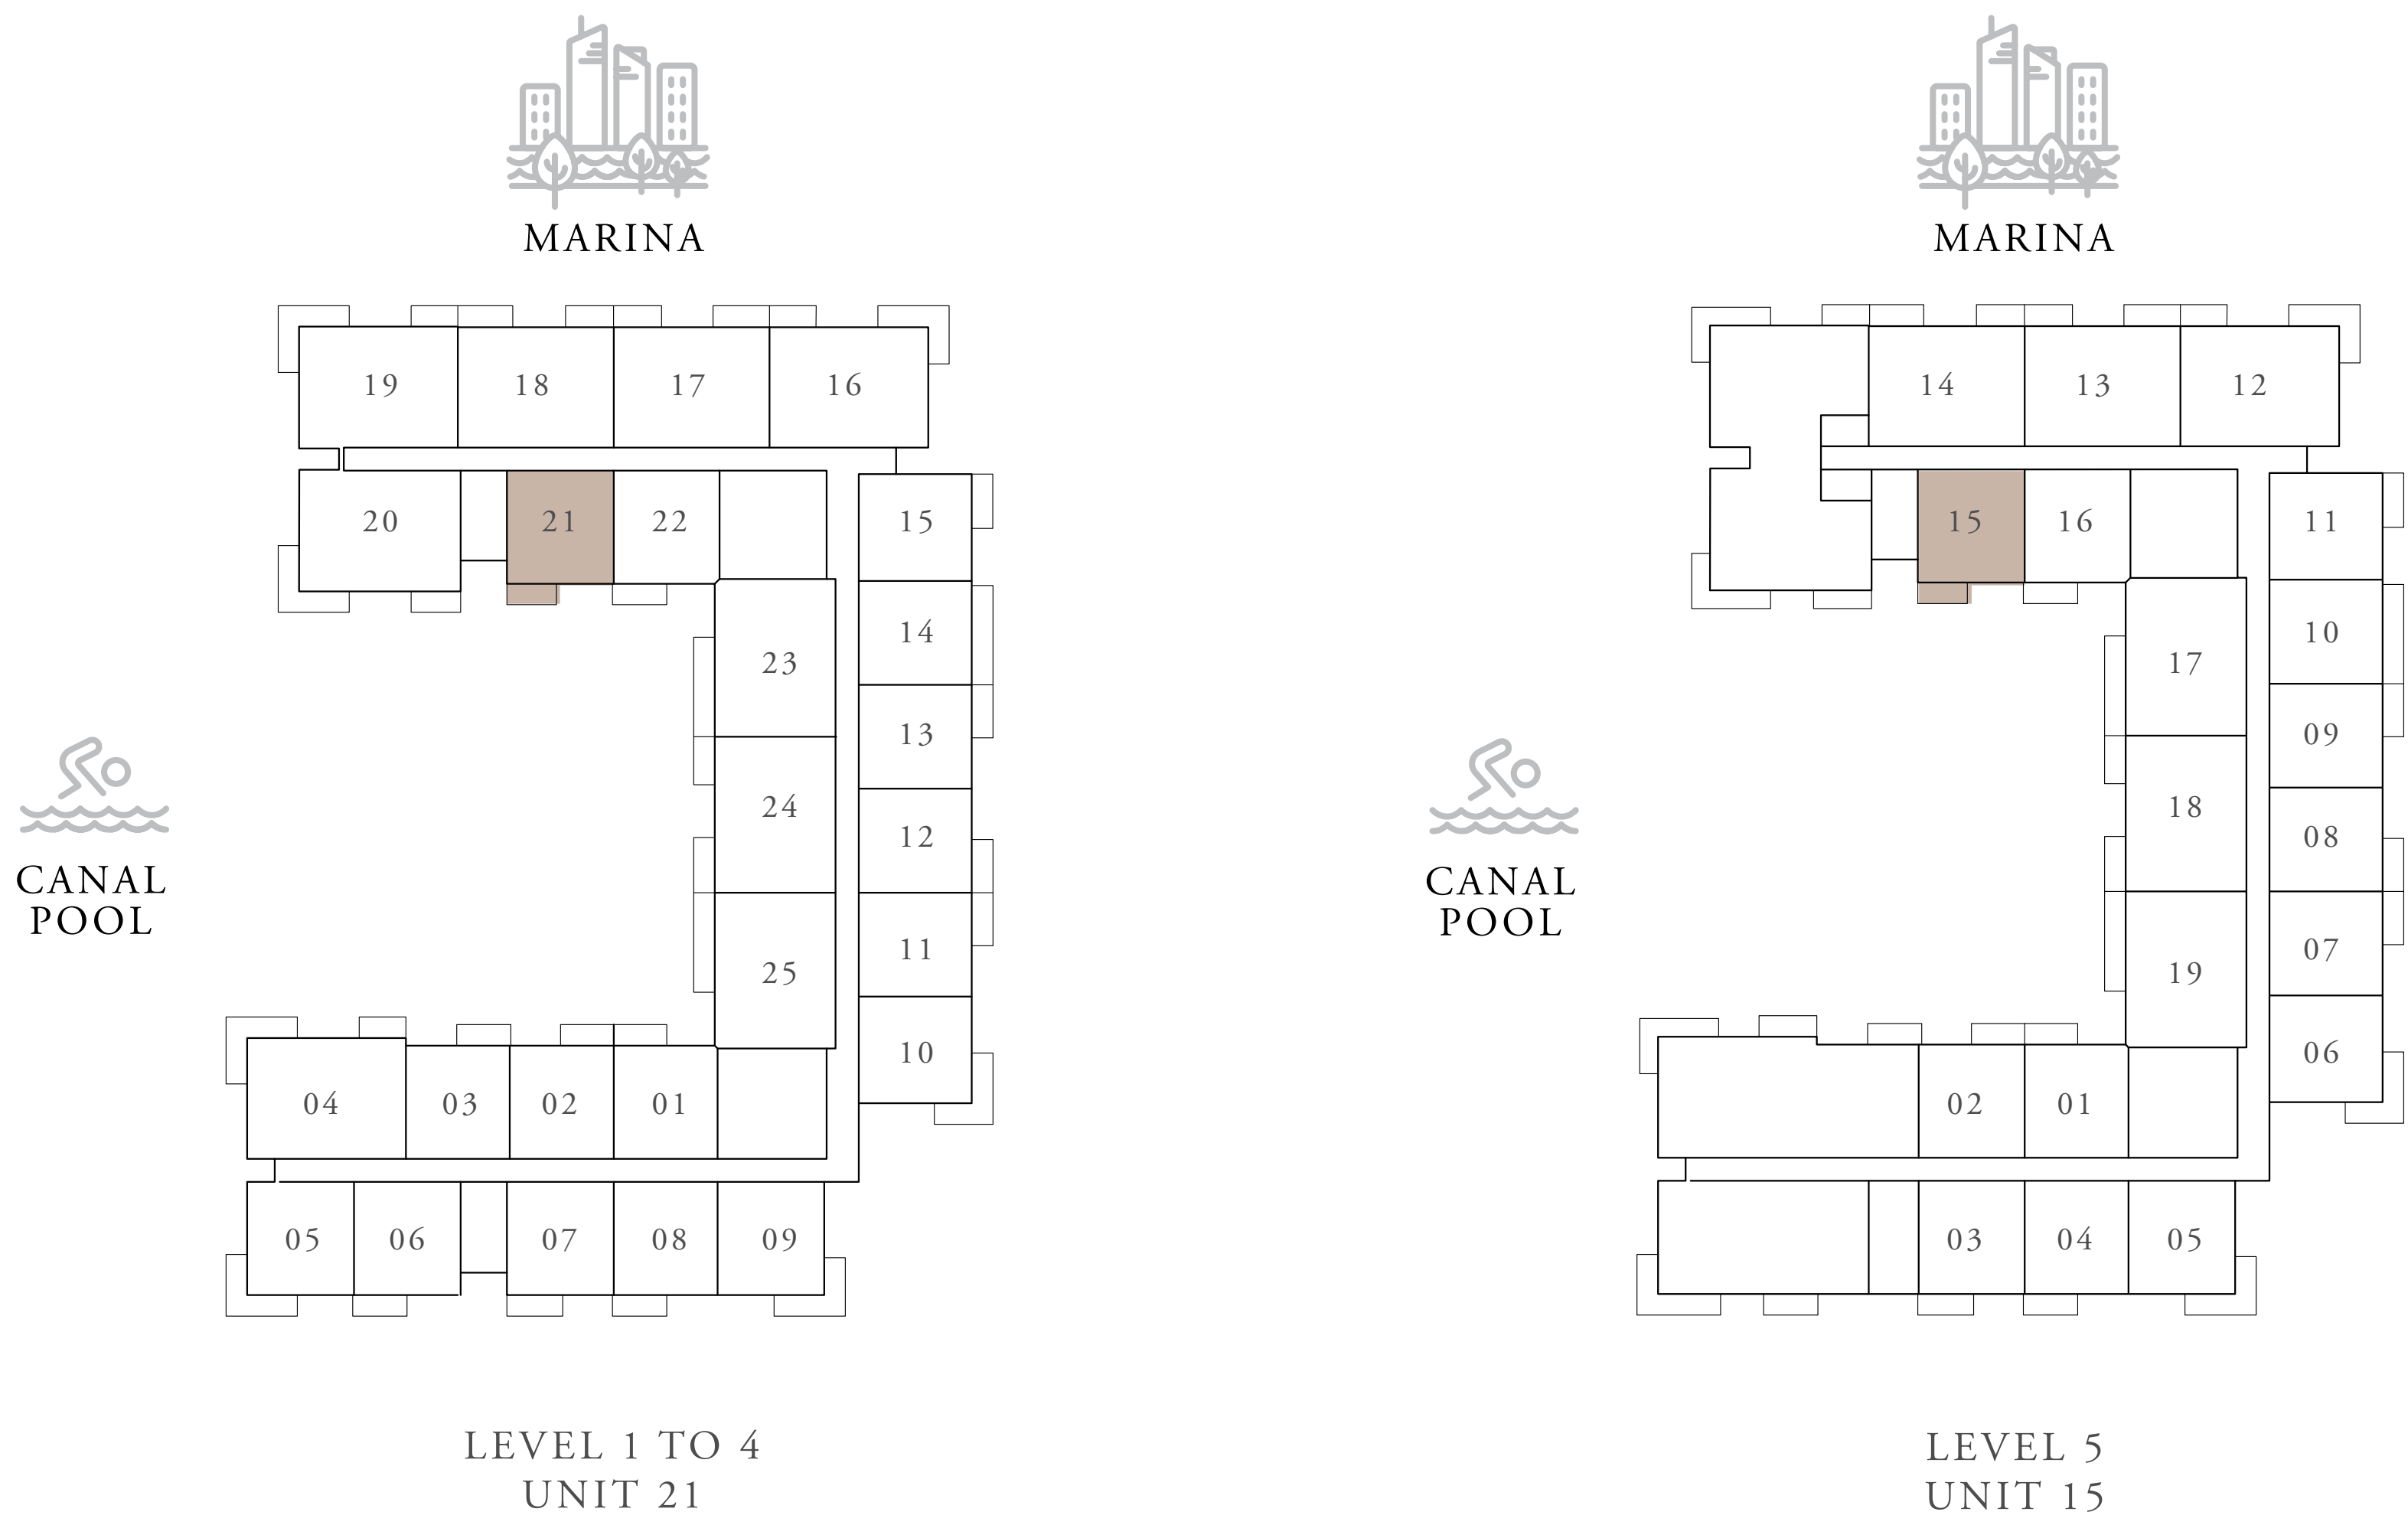 MARINA
19 18 17 16
20 21 22 15
14
23
13
24 12
CANAL
POOL
11
25
10
04 03 02 01
05 06 07 08 09
LEVEL 1 TO 4
UNIT 21
MARINA
14 13 12
15 16 11
10
17
09
18 08
CANAL
POOL
07
19
06
02 01
03 04 05
LEVEL 5
UNIT 15